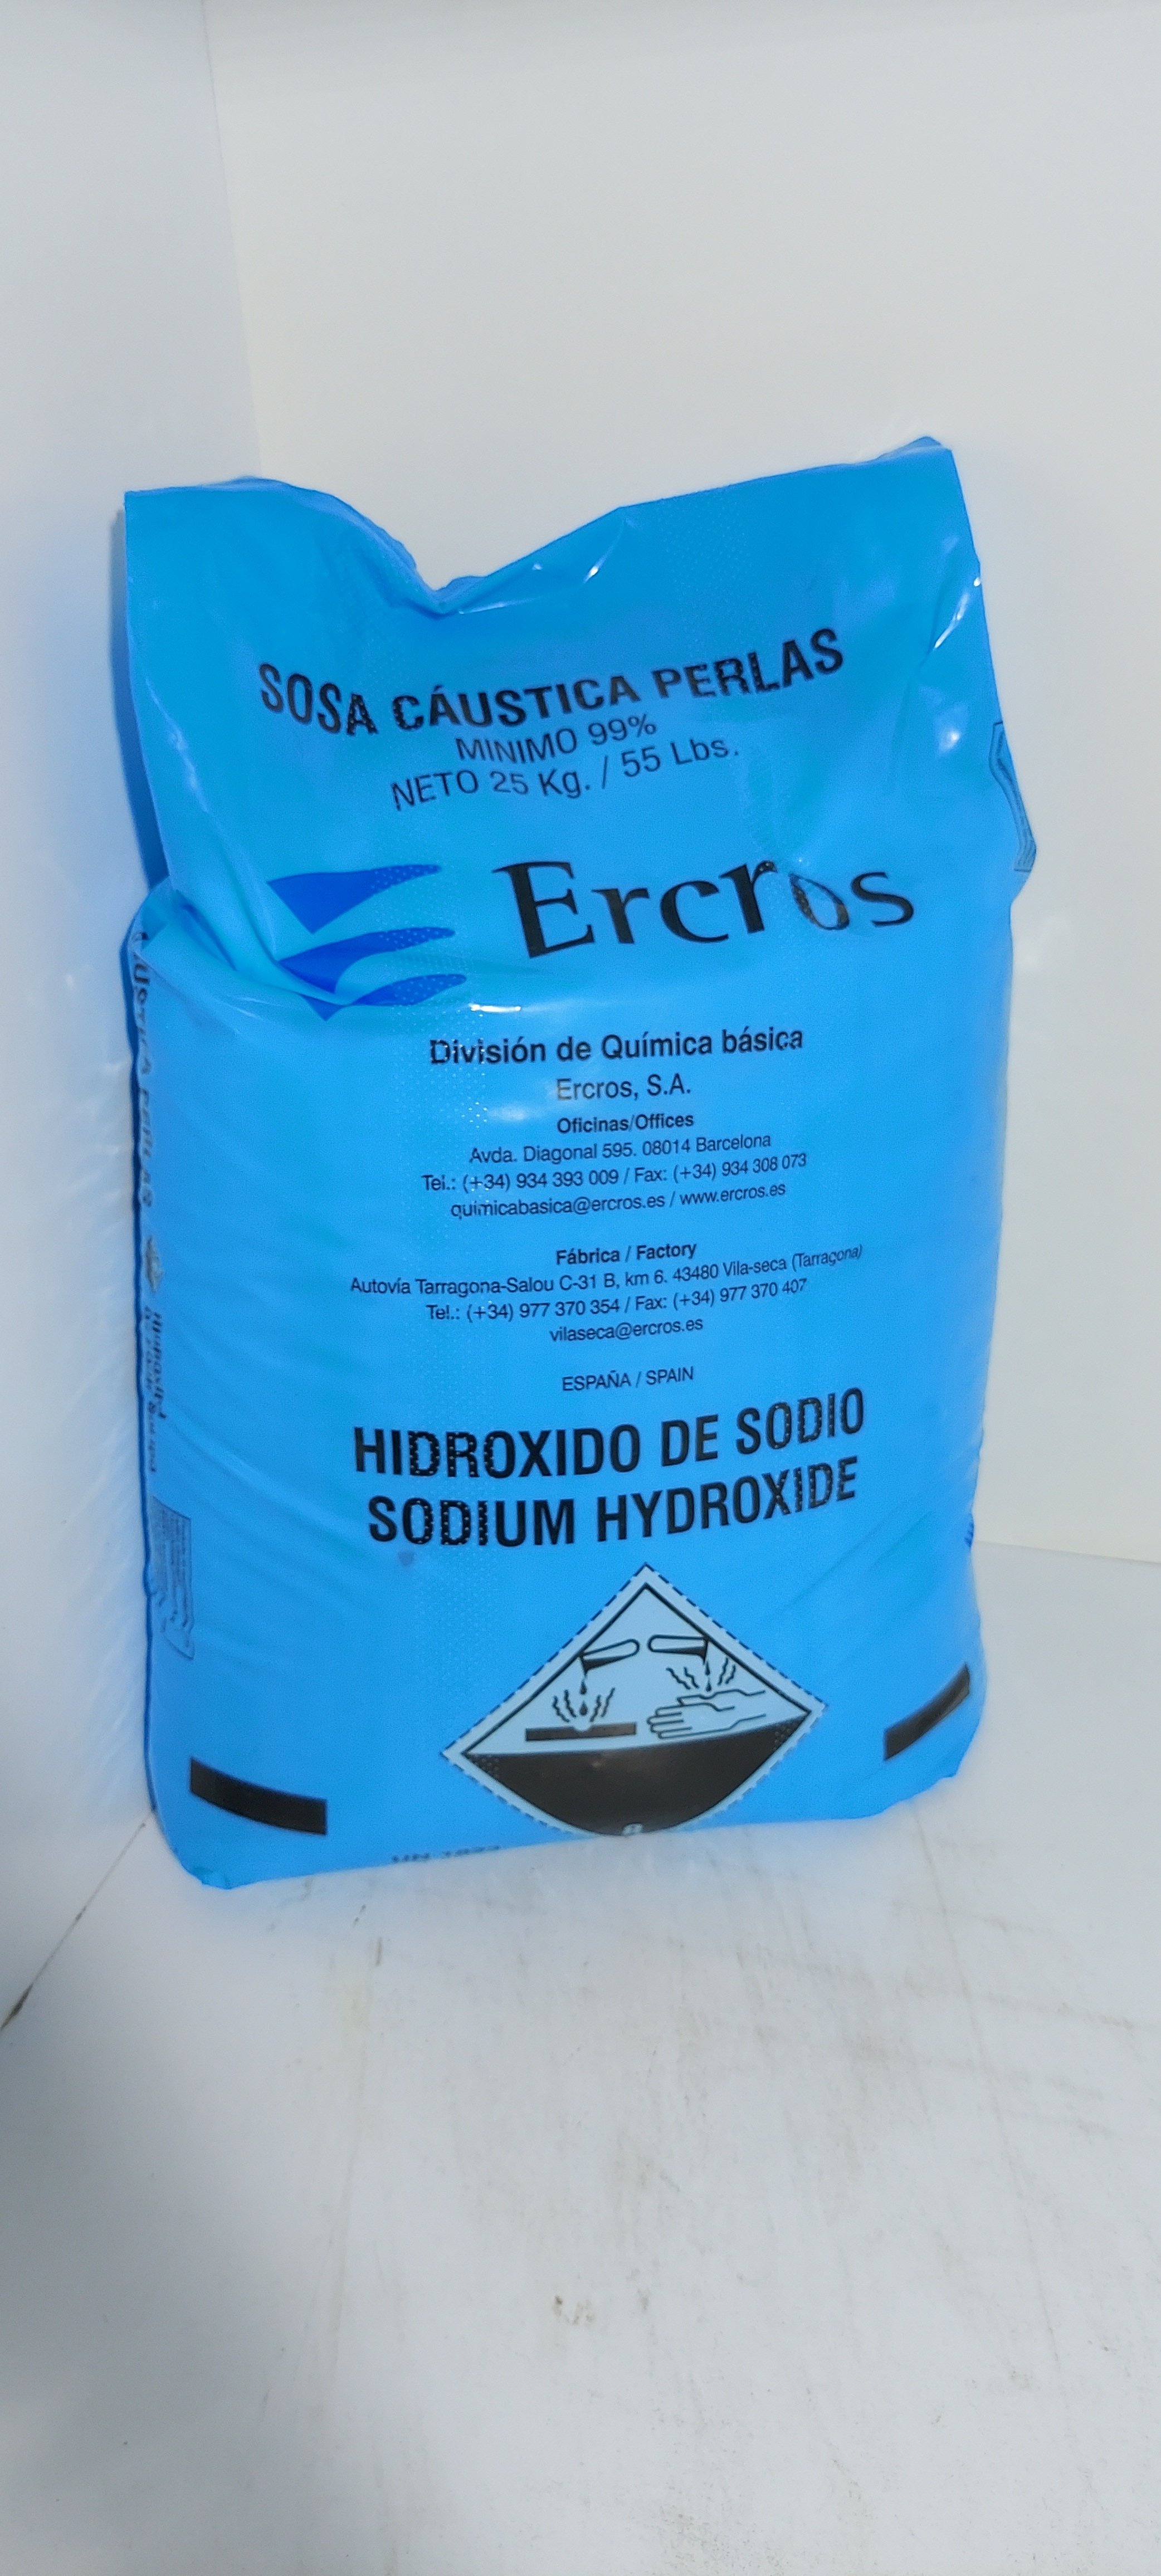 SOSA CÁUSTICA PERLAS
MINIMO 99%
NETO 25 Kg. / 55 Lbs.
Ercros
División de Química básica
Ercros, S.A.
Oficinas/Offices
Avda. Diagonal 595. 08014 Barcelona
Tel.: (+34) 934 393 009 / Fax: (+34) 934 308 073
quimicabasica@ercros.es / www.ercros.es
Fábrica / Factory
Autovía Tarragona-Salou C-31 B, km 6. 43480 Vila-seca (Tarragona)
Tel.: (+34) 977 370 354 / Fax: (+34) 977 370 407
vilaseca@ercros.es
ESPAÑA / SPAIN
HIDROXIDO DE SODIO
SODIUM HYDROXIDE
8